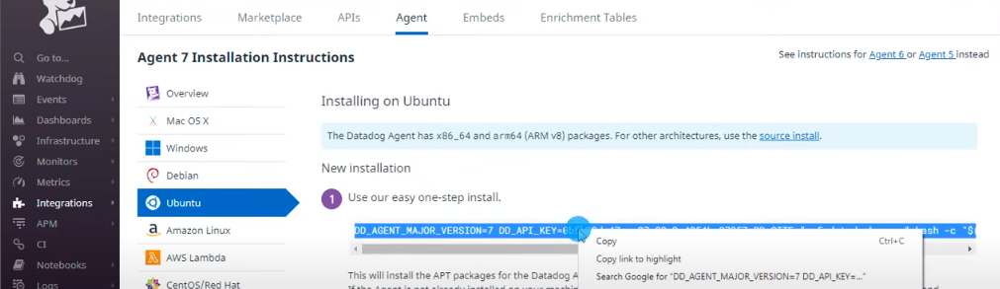 Integrations Marketplace APIs Agent Embeds Enrichment Tables
Go to...
Watchdog
Events
Dashboards
Infrastructure
Monitors
Metrics
Integrations
APM
CI
Notebooks
Logs
Agent 7 Installation Instructions
See instructions for Agent 6 or Agent 5 instead
Overview
Mac OS X
Windows
Debian
Ubuntu
Amazon Linux
AWS Lambda
CentOS/Red Hat
Installing on Ubuntu
The Datadog Agent has x86_64 and arm64 (ARM v8) packages. For other architectures, use the source install.
New installation
1 Use our easy one-step install.
DD_AGENT_MAJOR_VERSION=7 DD_API_KEY=
Copy Ctrl+C
Copy link to highlight
Search Google for "DD_AGENT_MAJOR_VERSION=7 DD_API_KEY=..."
This will install the APT packages for the Datadog A
If the Agent is not already installed on your machin